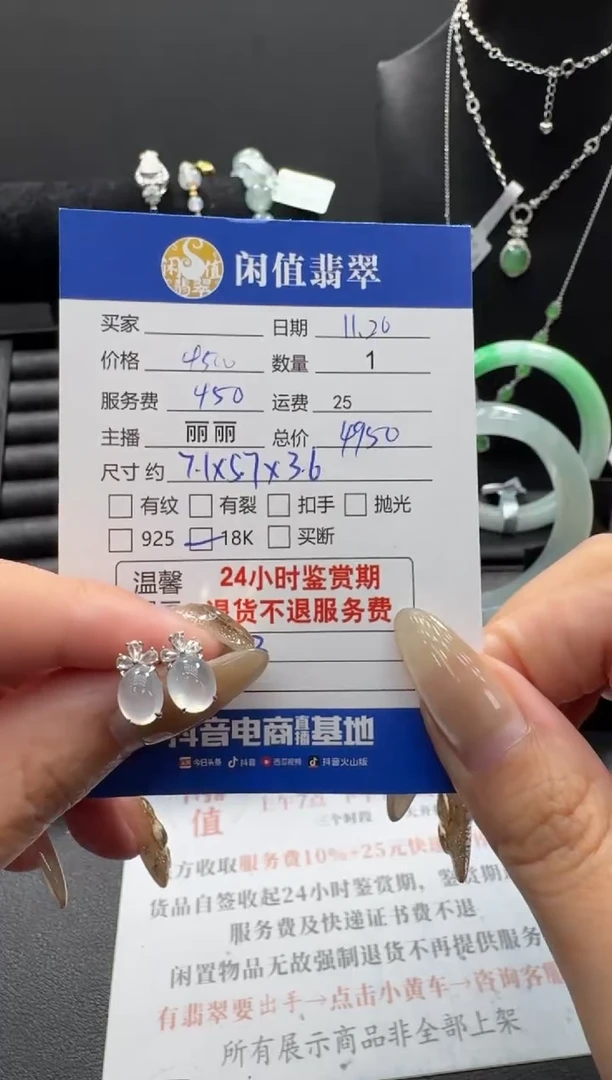 闲值翡翠
闲值翡翠
买家 日期 11.26
价格 4500 数量 1
服务费 450 运费 25
主播 丽丽 总价 4950
尺寸 约 7.1x5.7x3.6
有纹 有裂 扣手 抛光
925 18K 买断
温馨 24小时鉴赏期
退货不退服务费
抖音电商直播基地
今日头条 抖音 西瓜视频 抖音火山版
值
三个时段
方收取服务费10%+25元快
货品自签收起24小时鉴赏期，鉴赏期
服务费及快递证书费不退
闲置物品无故强制退货不再提供服务
有翡翠要出手→点击小黄车→咨询客服
所有展示商品非全部上架